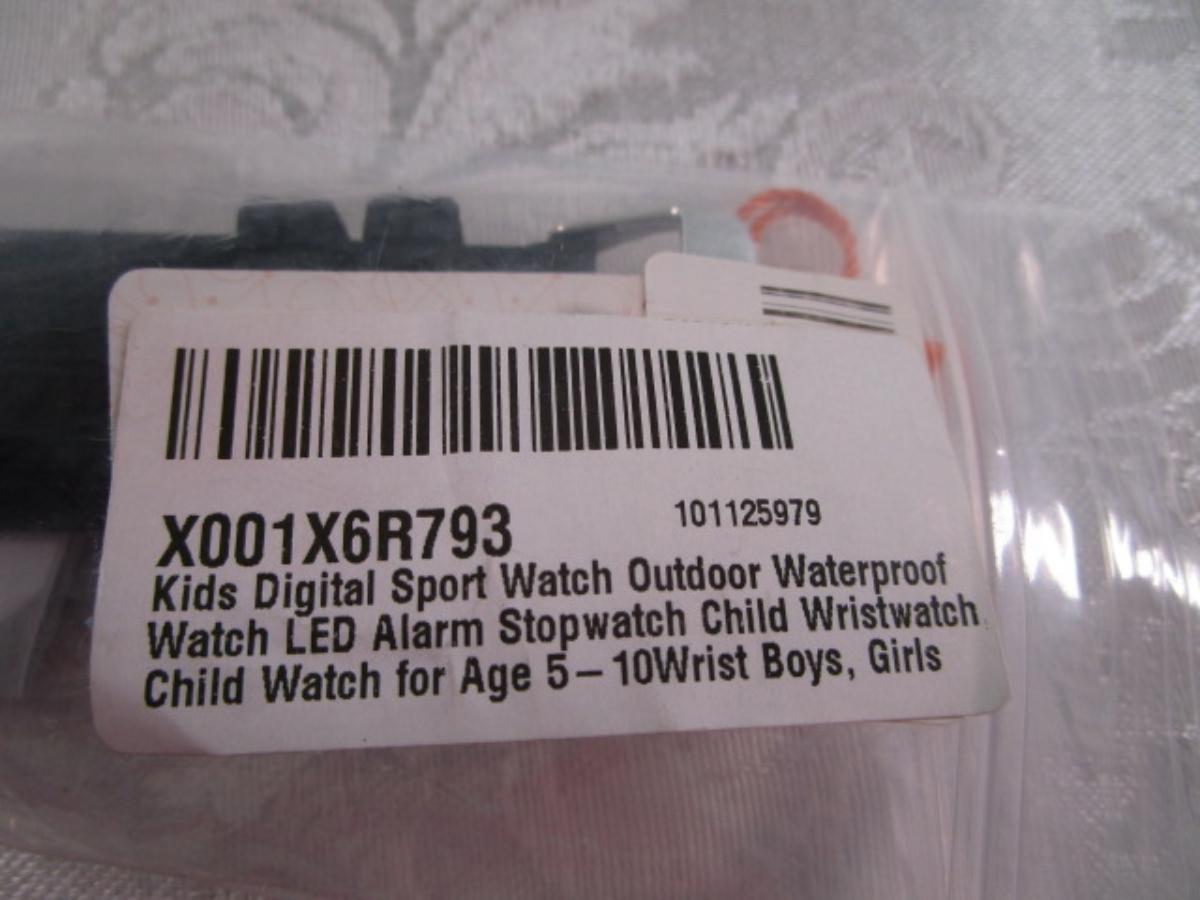 X001X6R793
101125979
Kids Digital Sport Watch Outdoor Waterproof
Watch LED Alarm Stopwatch Child Wristwatch
Child Watch for Age 5–10Wrist Boys, Girls